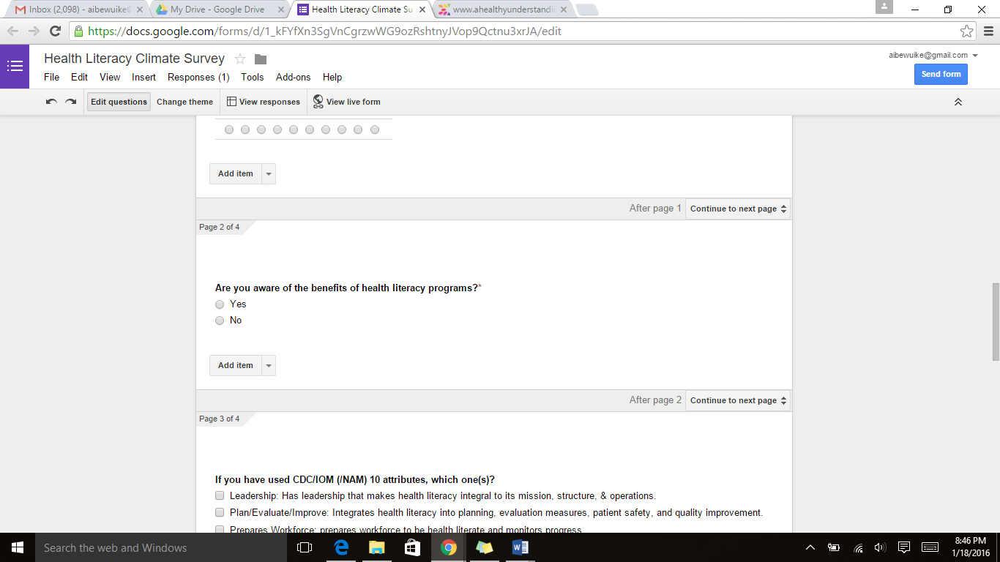 Inbox (2,098) - aibewuike@
My Drive - Google Drive
Health Literacy Climate Su
www.ahealthyunderstandi
https://docs.google.com/forms/d/1_kFYfXn3SgVnCgrzwWG9ozRshtnyJVop9Qctnu3xrJA/edit
Health Literacy Climate Survey
aibewuike@gmail.com
File Edit View Insert Responses (1) Tools Add-ons Help
Send form
Edit questions Change theme View responses View live form
Add item
After page 1 Continue to next page
Page 2 of 4
Are you aware of the benefits of health literacy programs?*
Yes
No
Add item
After page 2 Continue to next page
Page 3 of 4
If you have used CDC/IOM (/NAM) 10 attributes, which one(s)?
Leadership: Has leadership that makes health literacy integral to its mission, structure, & operations.
Plan/Evaluate/Improve: Integrates health literacy into planning, evaluation measures, patient safety, and quality improvement.
Prepares Workforce: prepares workforce to be health literate and monitors progress
Search the web and Windows
8:46 PM
1/18/2016